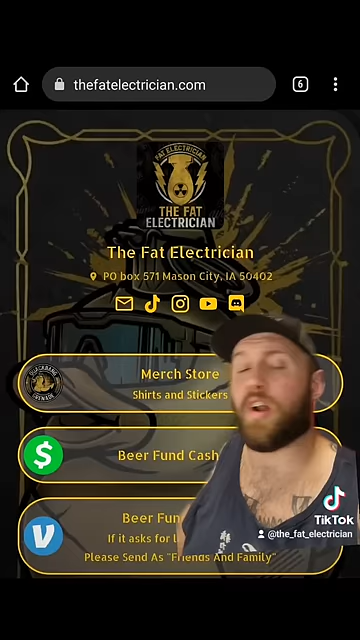 thefatelectrician.com
6
FAT ELECTRICIAN
THE FAT
ELECTRICIAN
The Fat Electrician
PO box 571 Mason City, IA 50402
Merch Store
Shirts and Stickers
QUACKBANG
GRENADE
$
Beer Fund Cash
Beer Fun
If it asks for l
Please Send As "Friends And Family"
TikTok
@the_fat_electrician